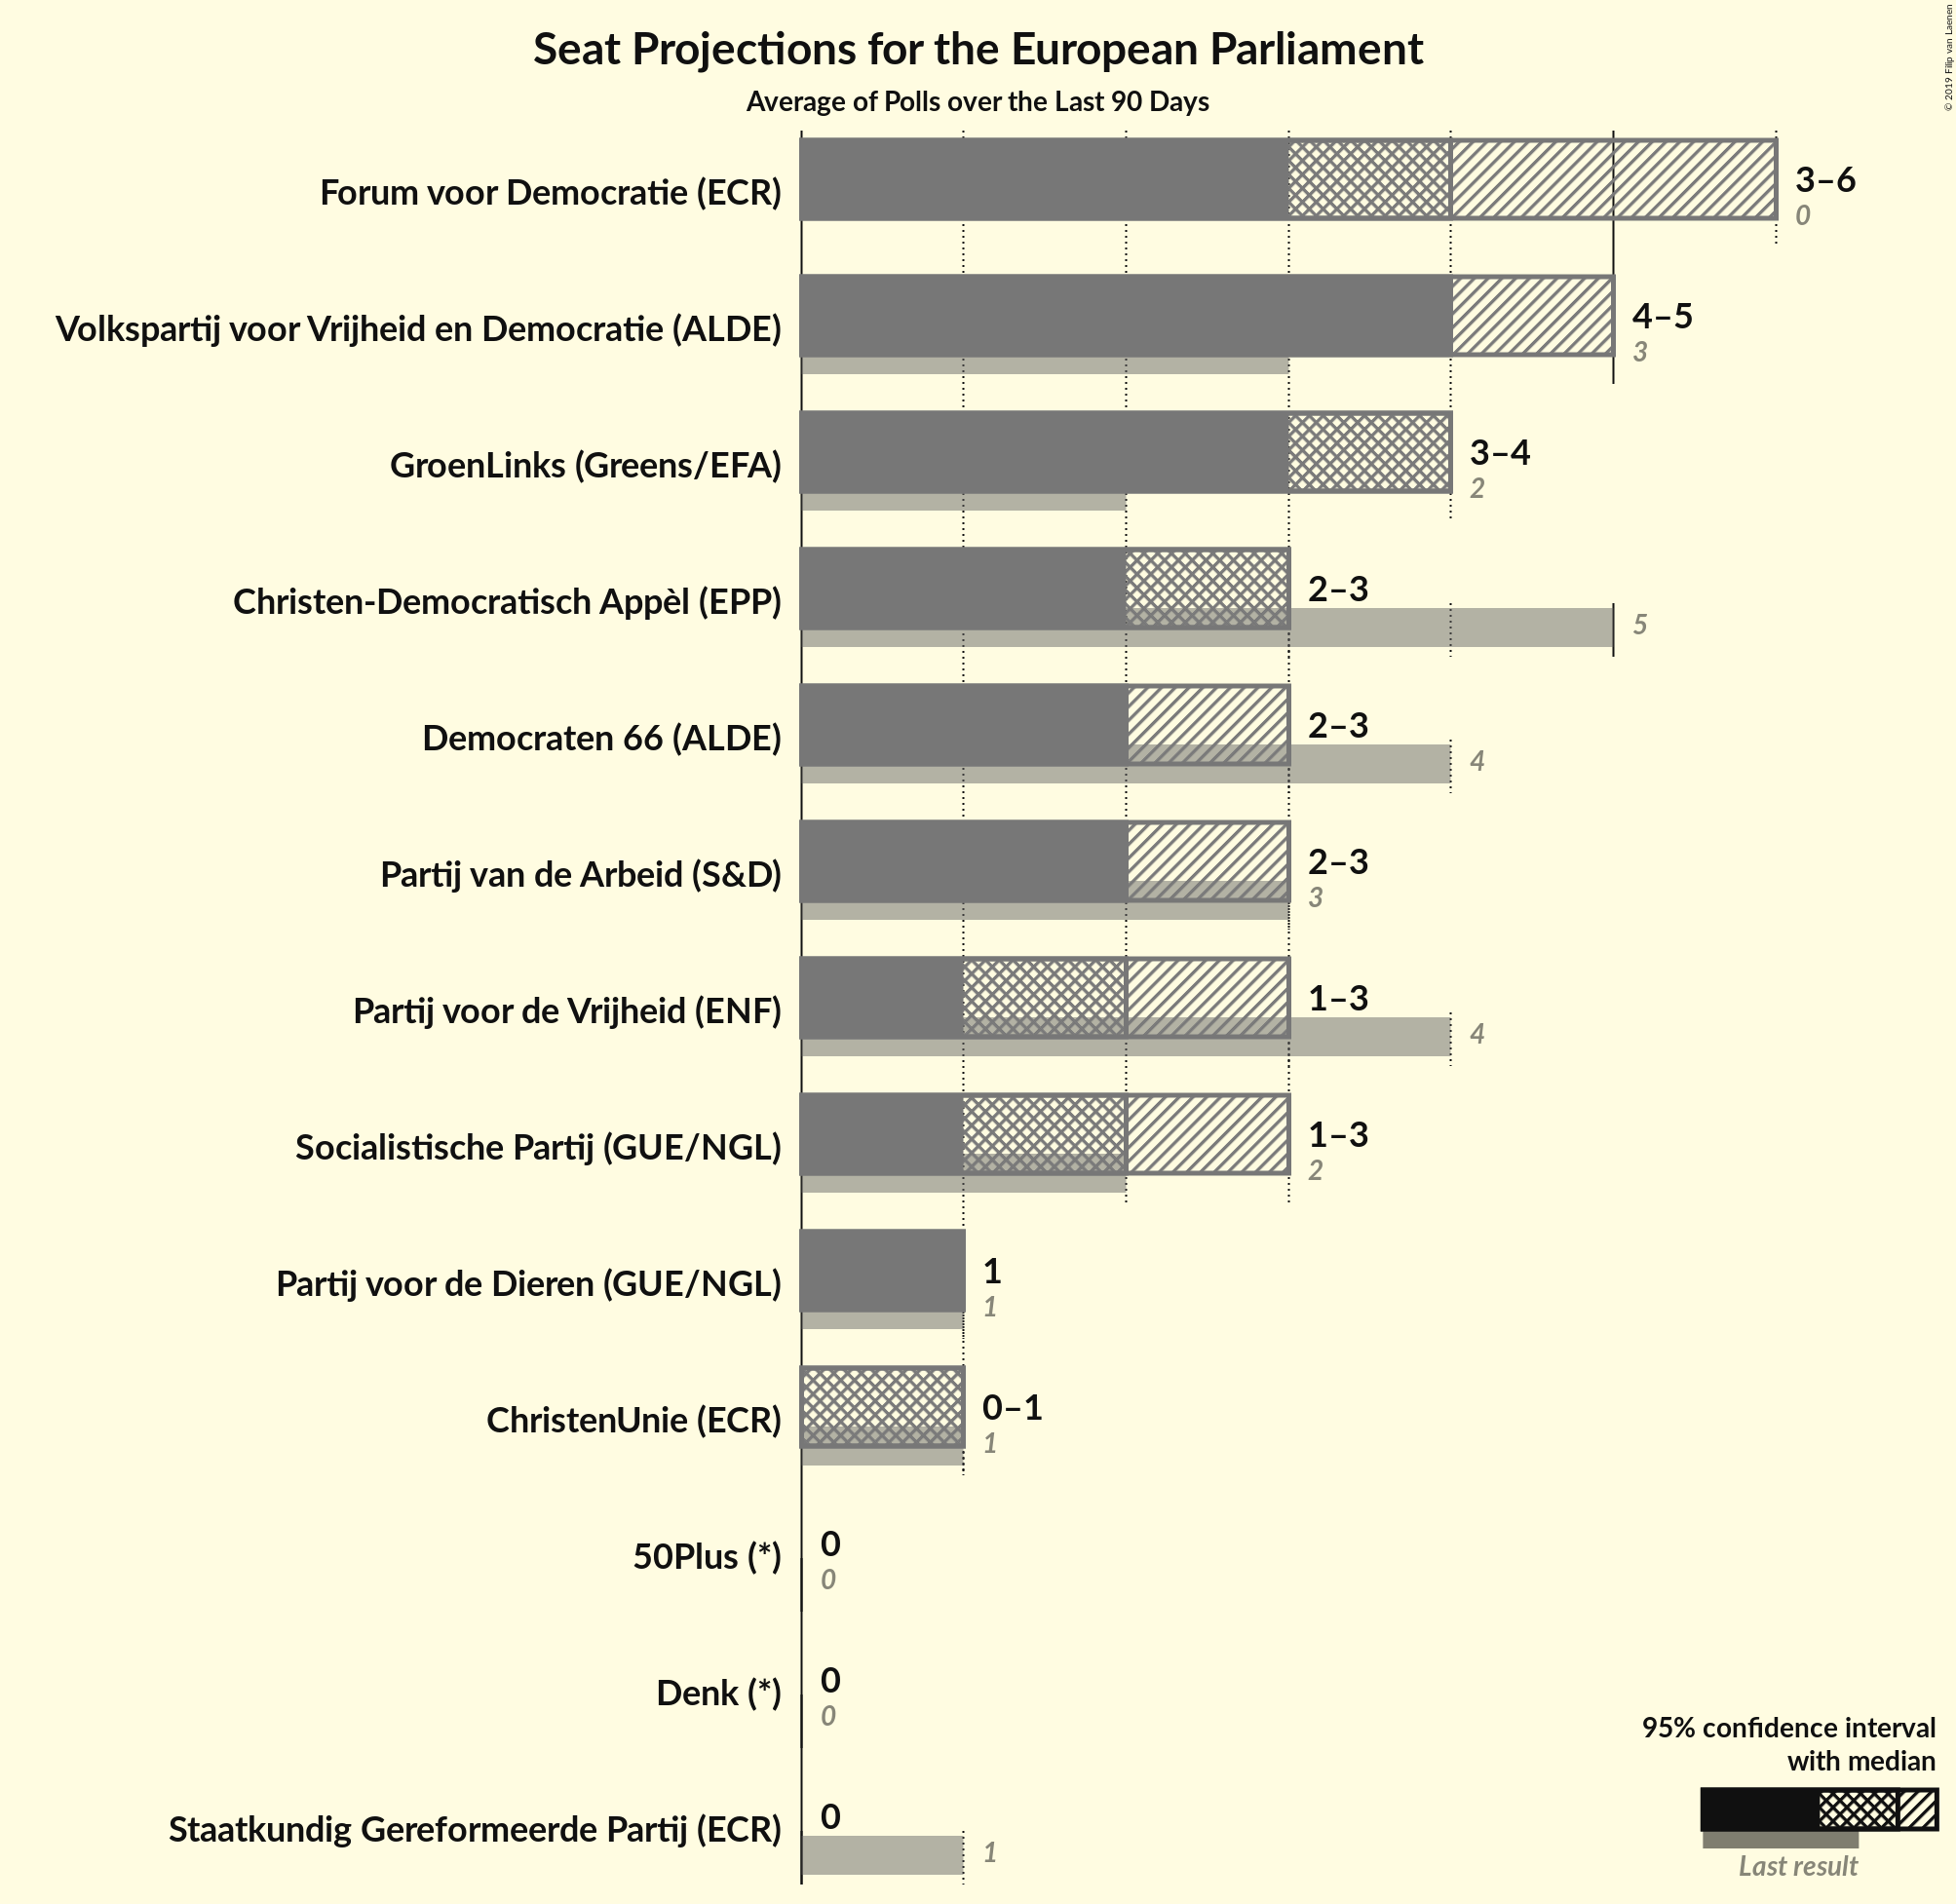 Seat Projections for the European Parliament
Average of Polls over the Last 90 Days
© 2019 Filip van Laenen
Forum voor Democratie (ECR)
3–6
0
Volkspartij voor Vrijheid en Democratie (ALDE)
4–5
3
GroenLinks (Greens/EFA)
3–4
2
Christen-Democratisch Appèl (EPP)
2–3
5
Democraten 66 (ALDE)
2–3
4
Partij van de Arbeid (S&D)
2–3
3
Partij voor de Vrijheid (ENF)
1–3
4
Socialistische Partij (GUE/NGL)
1–3
2
Partij voor de Dieren (GUE/NGL)
1
1
ChristenUnie (ECR)
0–1
1
50Plus (*)
0
0
Denk (*)
0
0
Staatkundig Gereformeerde Partij (ECR)
0
1
95% confidence interval
with median
Last result